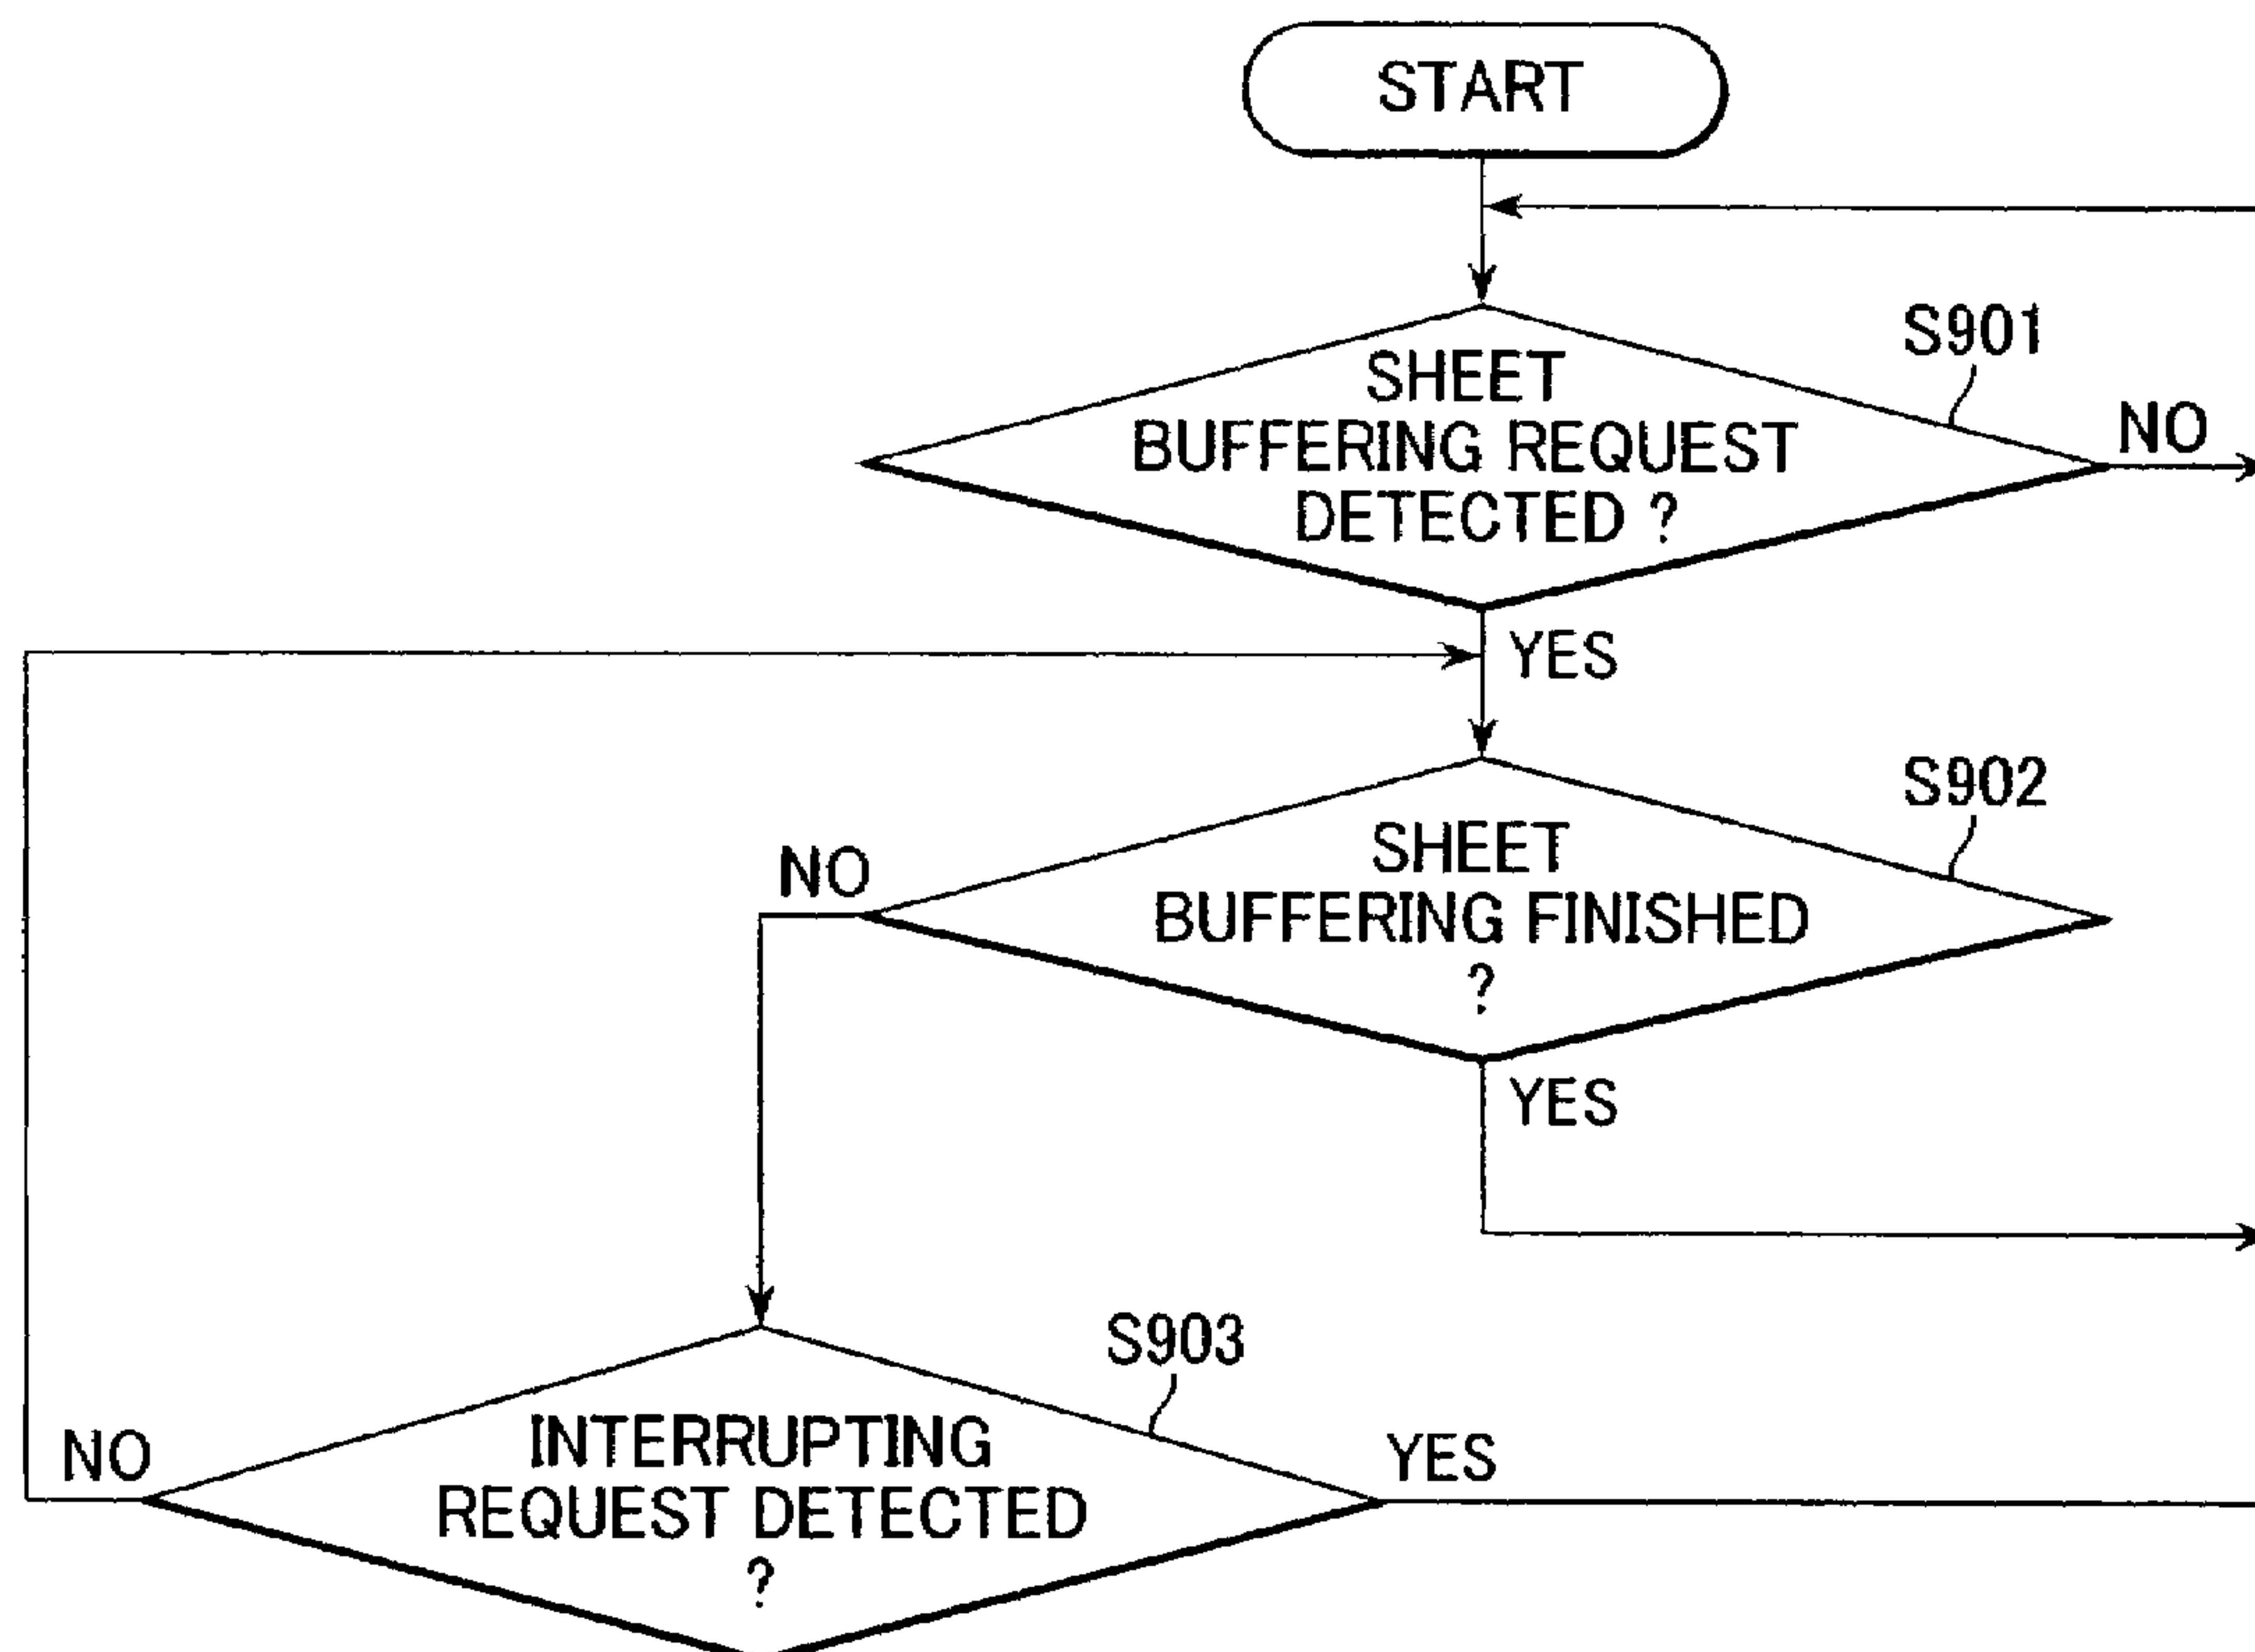 START
S901
SHEET
BUFFERING REQUEST
DETECTED ?
NO
YES
S902
SHEET
BUFFERING FINISHED
?
NO
YES
S903
INTERRUPTING
REQUEST DETECTED
?
NO
YES